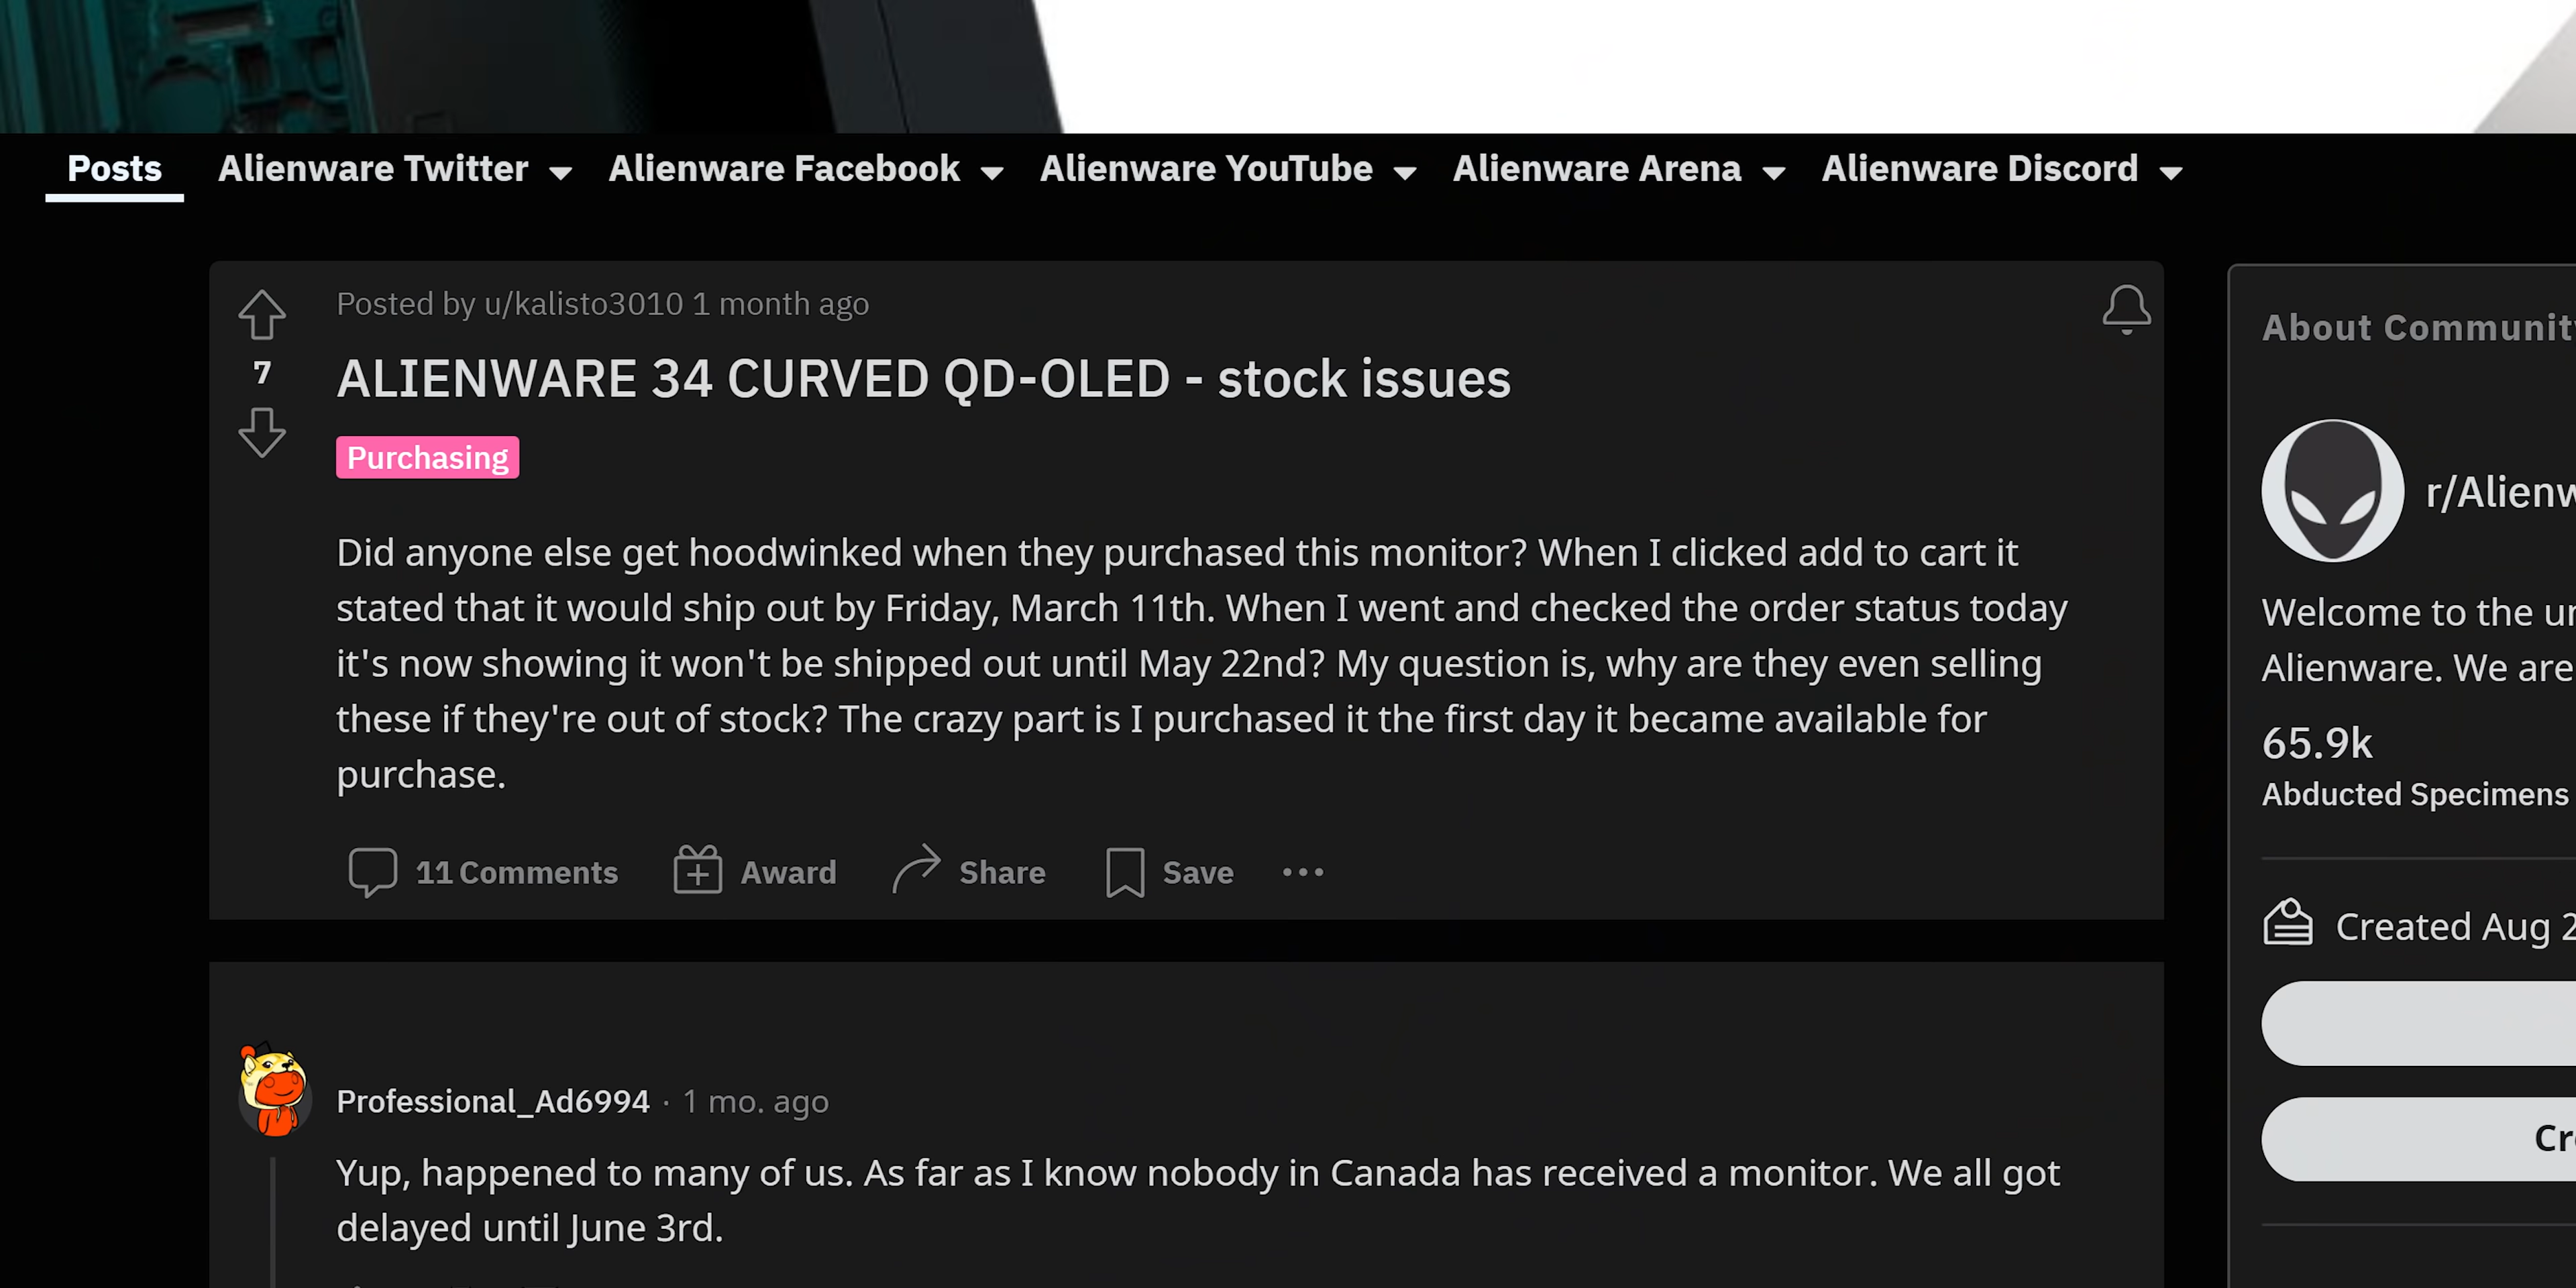 Posts Alienware Twitter Alienware Facebook Alienware YouTube Alienware Arena Alienware Discord
Posted by u/kalisto3010 1 month ago
7
ALIENWARE 34 CURVED QD-OLED - stock issues
Purchasing
Did anyone else get hoodwinked when they purchased this monitor? When I clicked add to cart it
stated that it would ship out by Friday, March 11th. When I went and checked the order status today
it's now showing it won't be shipped out until May 22nd? My question is, why are they even selling
these if they're out of stock? The crazy part is I purchased it the first day it became available for
purchase.
11 Comments Award Share Save ···
Professional_Ad6994 · 1 mo. ago
Yup, happened to many of us. As far as I know nobody in Canada has received a monitor. We all got
delayed until June 3rd.
About Communit
r/Alienw
Welcome to the un
Alienware. We are
65.9k
Abducted Specimens
Created Aug 2
Cr